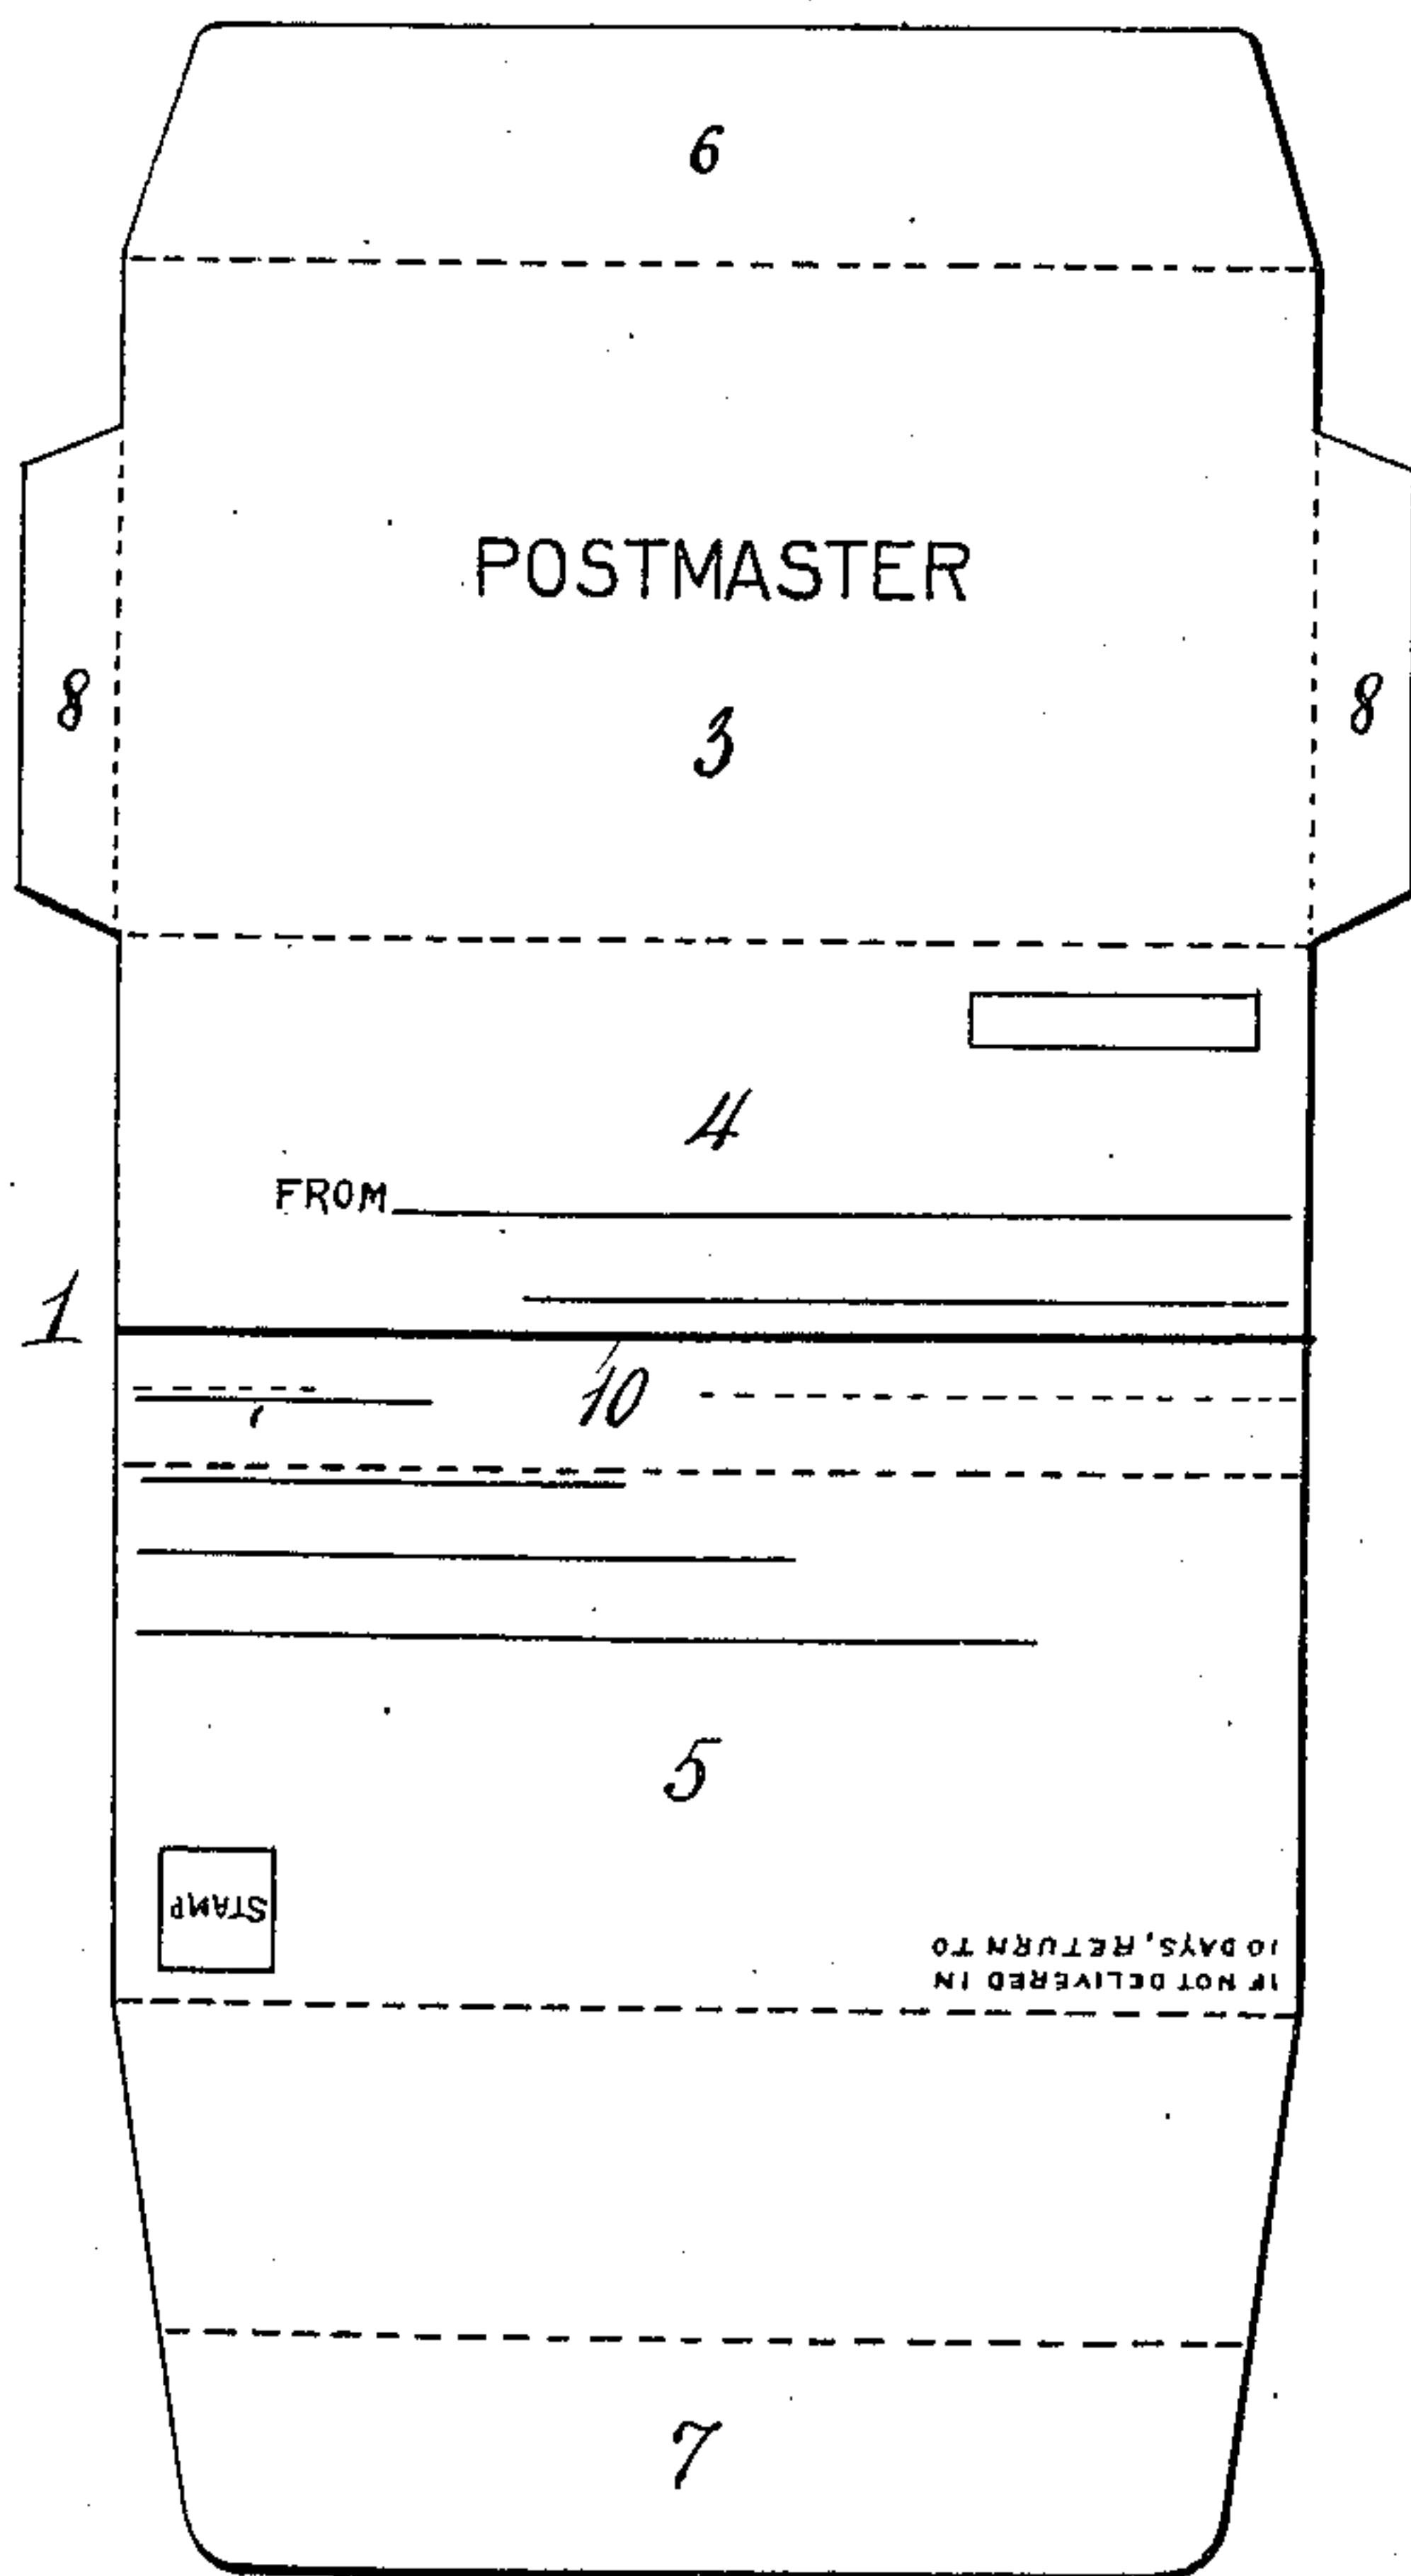 6
POSTMASTER
8
3
8
4
FROM
1
10
5
STAMP
IF NOT DELIVERED IN
10 DAYS, RETURN TO
7